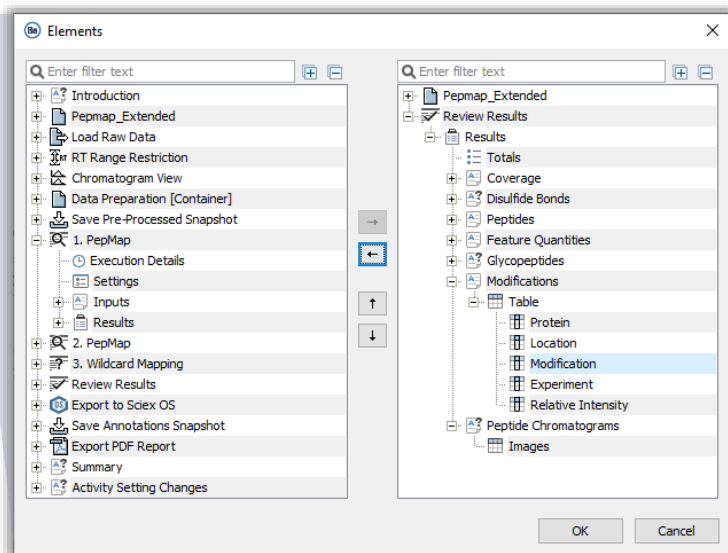 Elements
Enter filter text
Introduction
Pepmap_Extended
Load Raw Data
RT Range Restriction
Chromatogram View
Data Preparation [Container]
Save Pre-Processed Snapshot
1. PepMap
Execution Details
Settings
Inputs
Results
2. PepMap
3. Wildcard Mapping
Review Results
Export to Sciex OS
Save Annotations Snapshot
Export PDF Report
Summary
Activity Setting Changes
Enter filter text
Pepmap_Extended
Review Results
Results
Totals
Coverage
Disulfide Bonds
Peptides
Feature Quantities
Glycopeptides
Modifications
Table
Protein
Location
Modification
Experiment
Relative Intensity
Peptide Chromatograms
Images
OK
Cancel